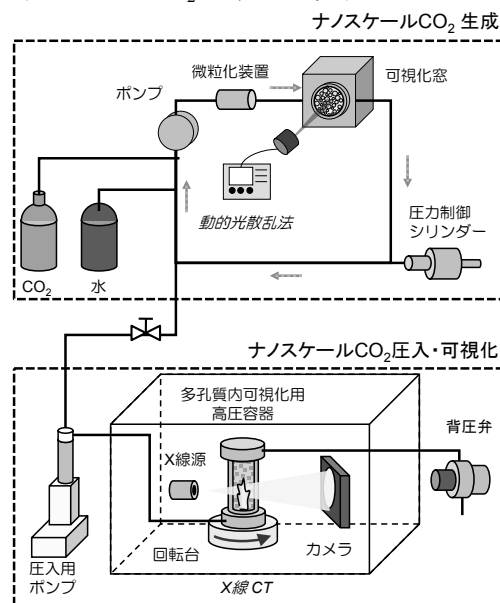 ナノスケールCO₂ 生成
微粒化装置
可視化窓
ポンプ
動的光散乱法
圧力制御
シリンダー
CO₂
水
ナノスケールCO₂圧入・可視化
多孔質内可視化用
高圧容器
背圧弁
X線源
回転台
カメラ
圧入用
ポンプ
X線 CT